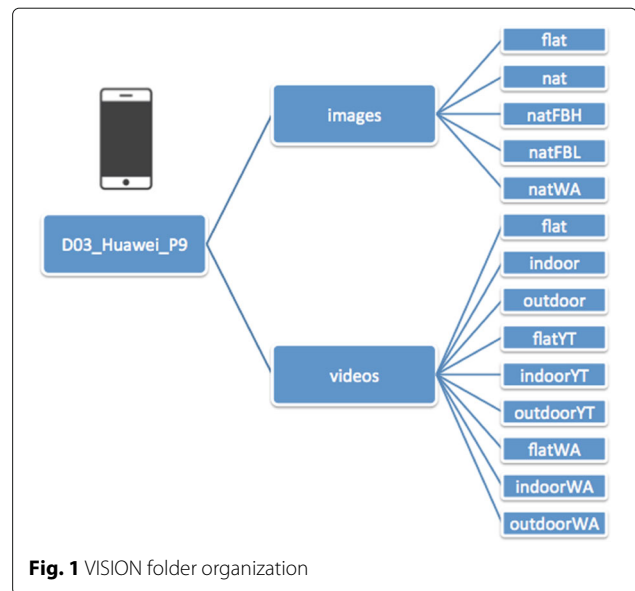 D03_Huawei_P9
images
flat
nat
natFBH
natFBL
natWA
videos
flat
indoor
outdoor
flatYT
indoorYT
outdoorYT
flatWA
indoorWA
outdoorWA
Fig. 1 VISION folder organization